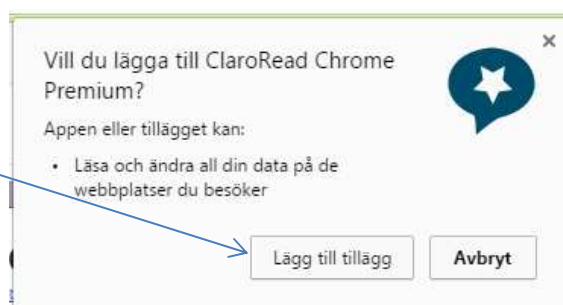 Vill du lägga till ClaroRead Chrome
Premium?
Appen eller tillägget kan:
• Läsa och ändra all din data på de
webbplatser du besöker
Lägg till tillägg
Avbryt